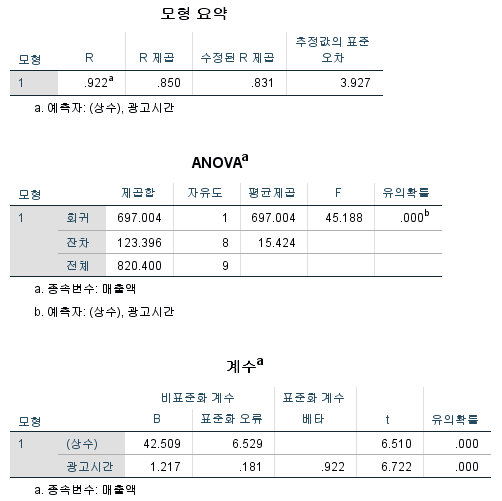 모형 요약
모형 R R 제곱 수정된 R 제곱 추정값의 표준 오차
1 .922a .850 .831 3.927
a. 예측자: (상수), 광고시간
ANOVAa
모형 제곱합 자유도 평균제곱 F 유의확률
1 회귀 697.004 1 697.004 45.188 .000b
잔차 123.396 8 15.424
전체 820.400 9
a. 종속변수: 매출액
b. 예측자: (상수), 광고시간
계수a
비표준화 계수 표준화 계수
모형 B 표준화 오류 베타 t 유의확률
1 (상수) 42.509 6.529 6.510 .000
광고시간 1.217 .181 .922 6.722 .000
a. 종속변수: 매출액